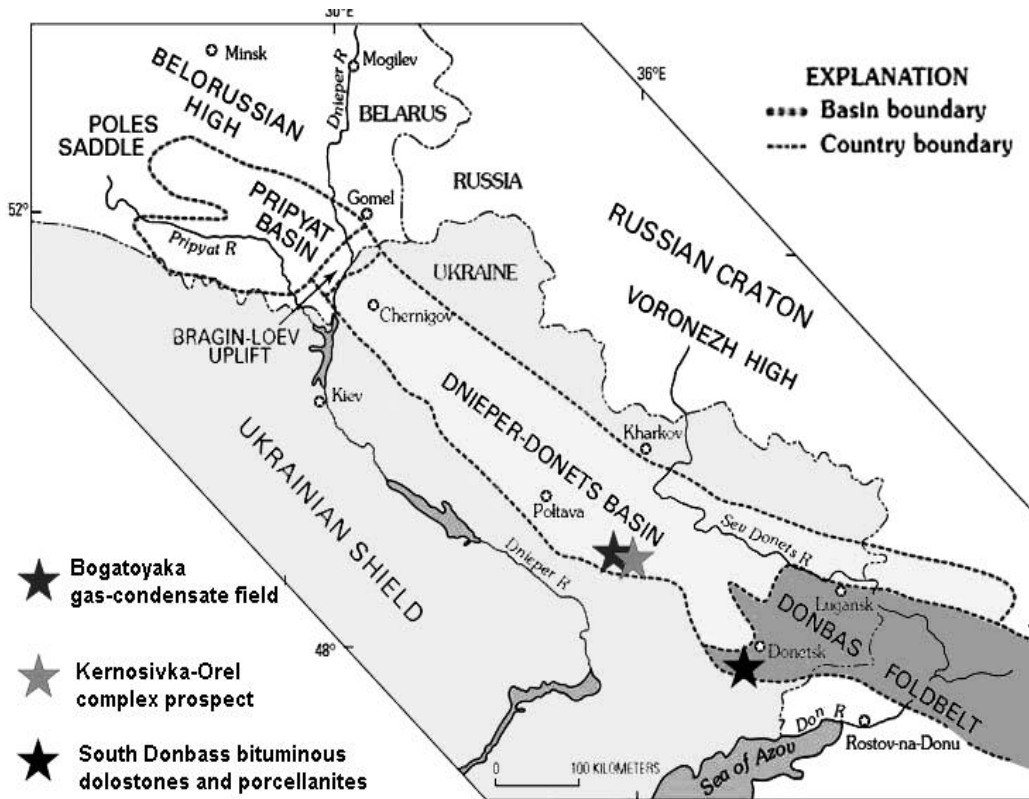 30°E
36°E
Minsk
Mogilev
Dnieper R
BELORUSSIAN
HIGH
BELARUS
EXPLANATION
Basin boundary
Country boundary
POLES
SADDLE
RUSSIA
52°
Gomel
PRIPYAT
BASIN
Pripyat R
RUSSIAN CRATON
UKRAINE
VORONEZH HIGH
Chernigov
BRAGIN-LOEV
UPLIFT
Kiev
DNIEPER-DONETS BASIN
Kharkov
UKRAINIAN SHIELD
Poltava
Sev Donets R
Dnieper R
Bogatoyaka
gas-condensate field
Lugansk
DONBAS
FOLDBELT
48°
Donetsk
Kernosivka-Orel
complex prospect
? Don R
Rostov-na-Donu
South Donbass bituminous
dolostones and porcellanites
Sea of Azov
0 100 KILOMETERS